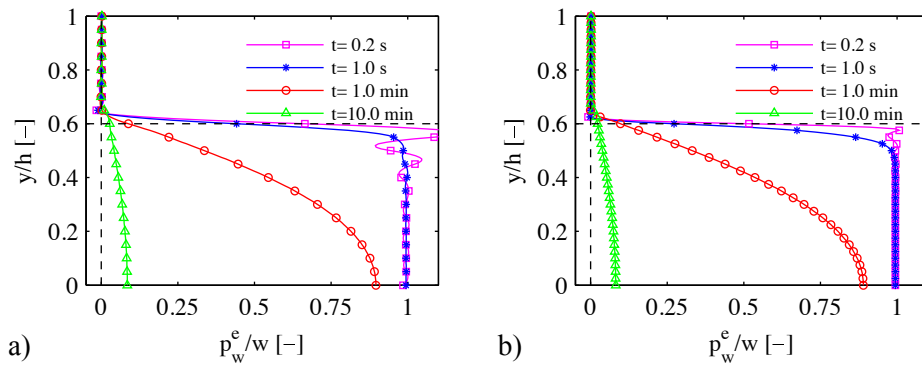 1
0.8
0.6
0.4
0.2
0
y/h [−]
0
0.25
0.5
0.75
1
p_w^e/w [−]
t= 0.2 s
t= 1.0 s
t= 1.0 min
t=10.0 min
a)
1
0.8
0.6
0.4
0.2
0
y/h [−]
0
0.25
0.5
0.75
1
p_w^e/w [−]
t= 0.2 s
t= 1.0 s
t= 1.0 min
t=10.0 min
b)